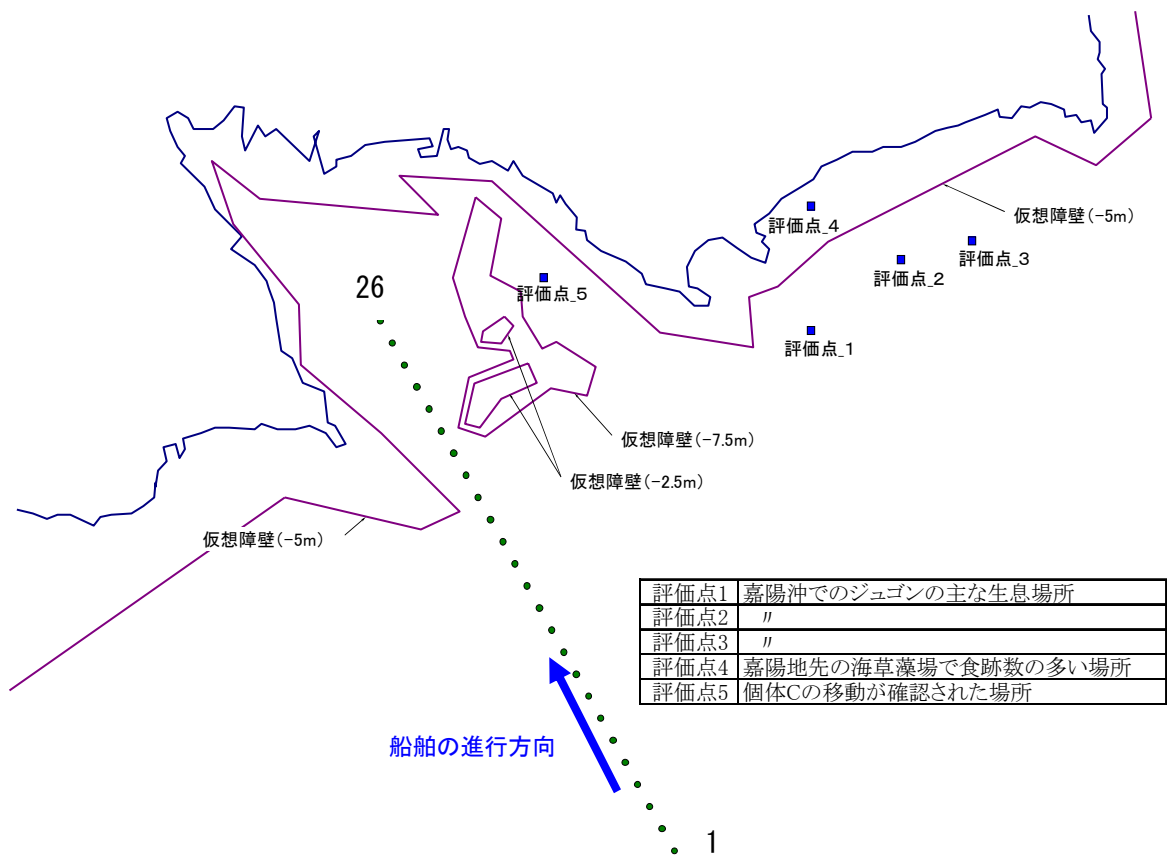 評価点_4
仮想障壁(-5m)
評価点_3
評価点_2
26
評価点_5
評価点_1
仮想障壁(-7.5m)
仮想障壁(-2.5m)
仮想障壁(-5m)
評価点1 嘉陽沖でのジュゴンの主な生息場所
評価点2 〃
評価点3 〃
評価点4 嘉陽地先の海草藻場で食跡数の多い場所
評価点5 個体Cの移動が確認された場所
船舶の進行方向
1